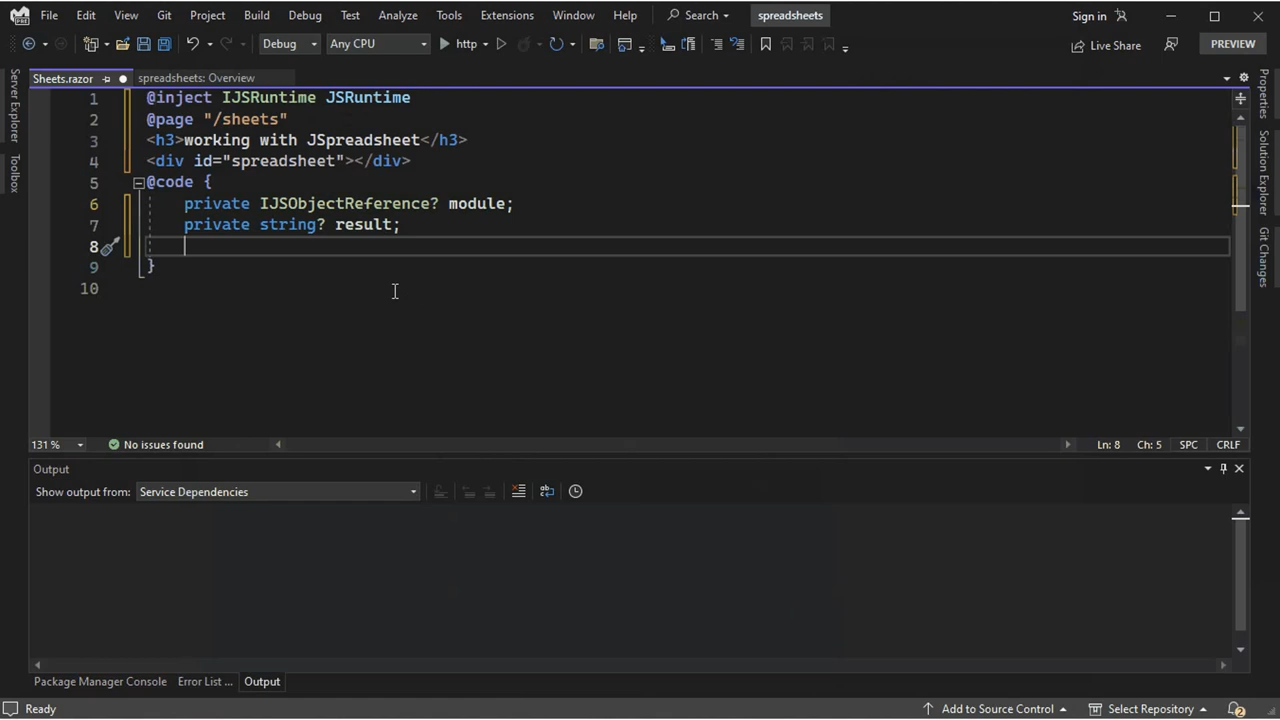 File Edit View Git Project Build Debug Test Analyze Tools Extensions Window Help Search spreadsheets Sign in
Debug Any CPU http Live Share PREVIEW
Sheets.razor spreadsheets: Overview
Server Explorer
Toolbox
1 @inject IJSRuntime JSRuntime
2 @page "/sheets"
3 <h3>working with JSpreadsheet</h3>
4 <div id="spreadsheet"></div>
5 @code {
6 private IJSObjectReference? module;
7 private string? result;
8
9 }
10
Properties
Solution Explorer
Git Changes
131 % No issues found Ln: 8 Ch: 5 SPC CRLF
Output
Show output from: Service Dependencies
Package Manager Console Error List ... Output
Ready Add to Source Control Select Repository 2